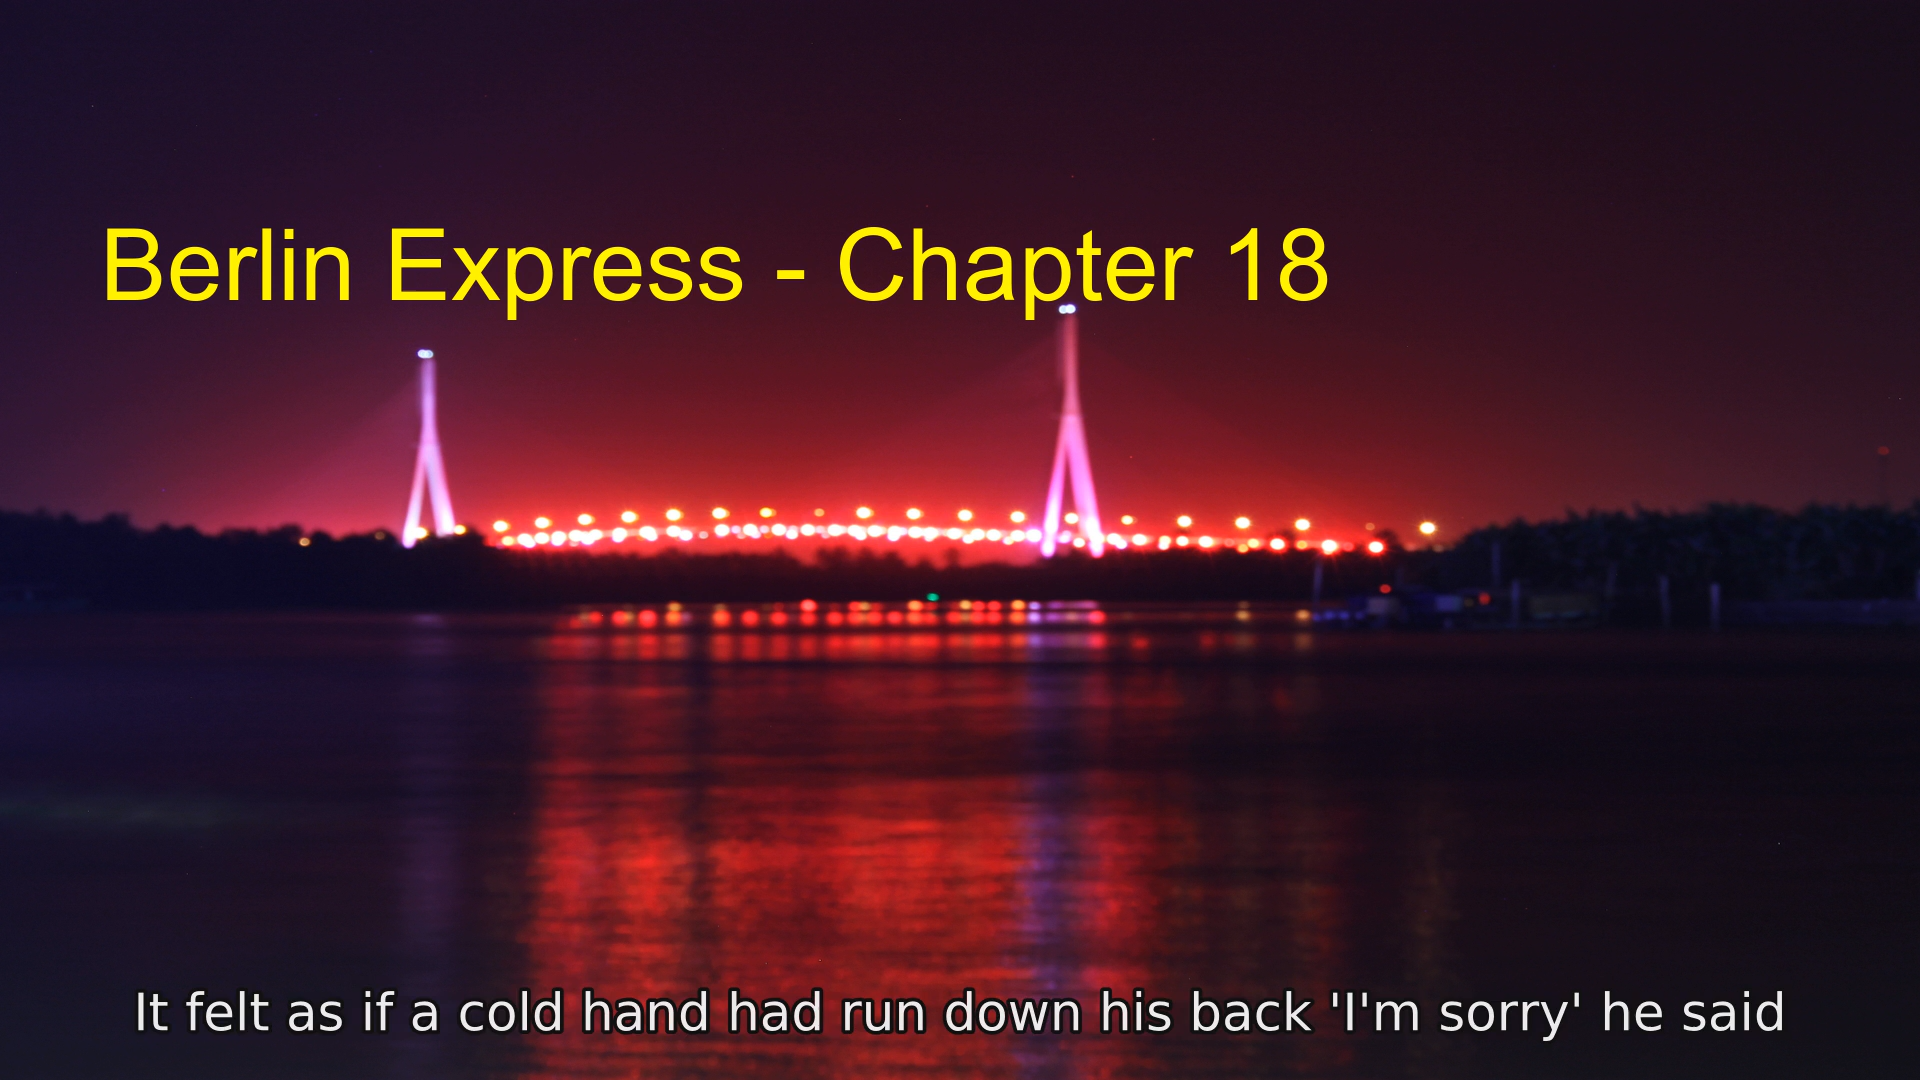 Berlin Express - Chapter 18
It felt as if a cold hand had run down his back 'I'm sorry' he said